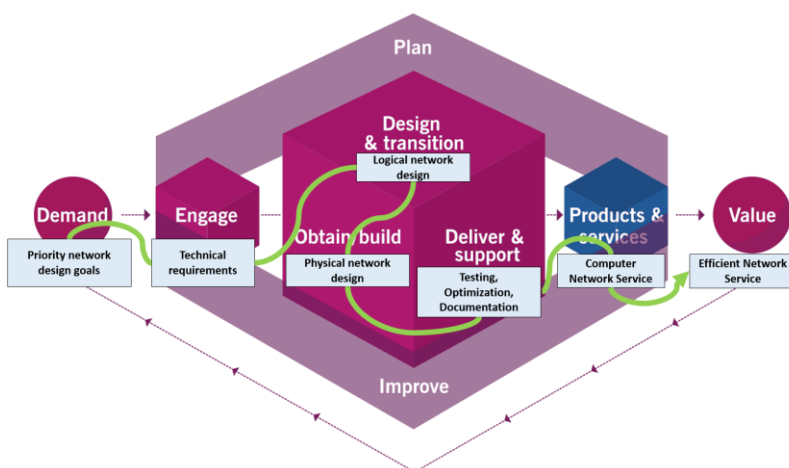 Plan
Design
& transition
Logical network
design
Demand
Engage
Products &
services
Value
Priority network
design goals
Technical
requirements
Obtain/build
Physical network
design
Deliver &
support
Testing,
Optimization,
Documentation
Computer
Network Service
Efficient Network
Service
Improve